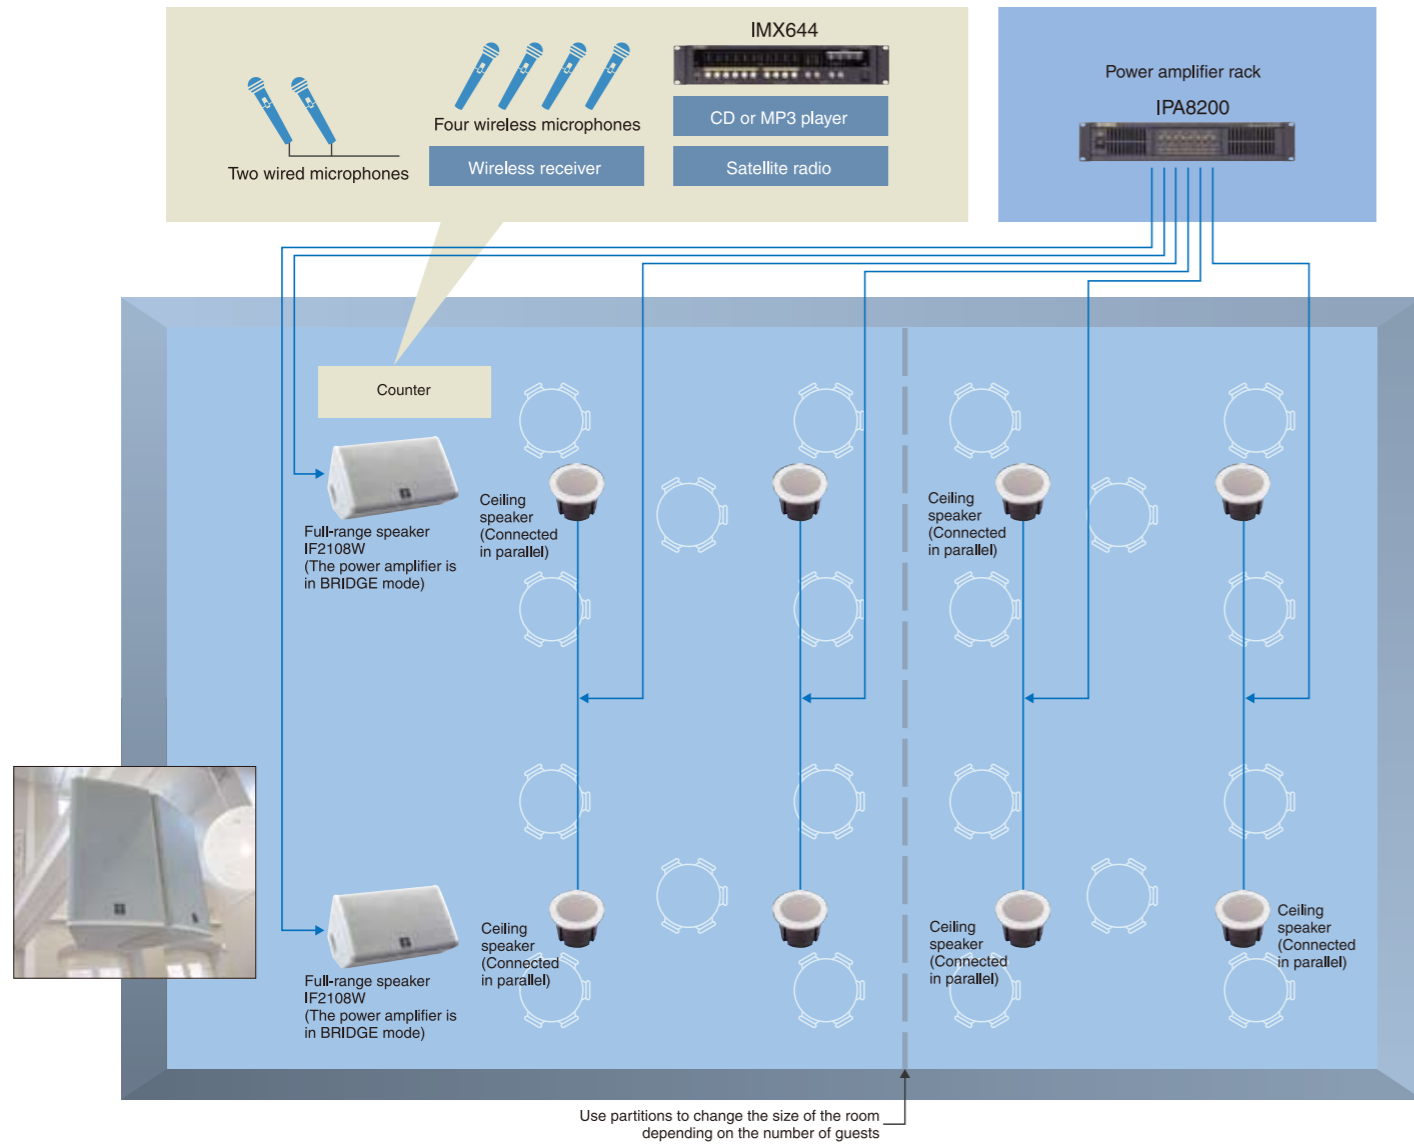 IMX644
Power amplifier rack
IPA8200
CD or MP3 player
Four wireless microphones
Two wired microphones
Wireless receiver
Satellite radio
Counter
Full-range speaker
IF2108W
(The power amplifier is
in BRIDGE mode)
Ceiling
speaker
(Connected
in parallel)
Ceiling
speaker
(Connected
in parallel)
Full-range speaker
IF2108W
(The power amplifier is
in BRIDGE mode)
Ceiling
speaker
(Connected
in parallel)
Ceiling
speaker
(Connected
in parallel)
Ceiling
speaker
(Connected
in parallel)
Use partitions to change the size of the room
depending on the number of guests